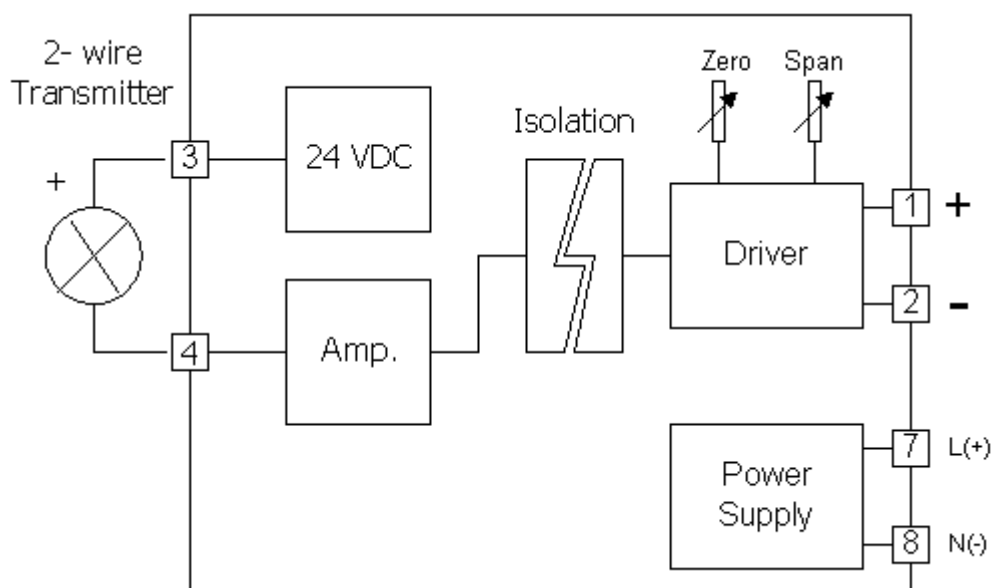 2- wire
Transmitter
Zero
Span
Isolation
3
24 VDC
+
1
+
Driver
2
-
4
Amp.
7
L(+)
Power
Supply
8
N(-)